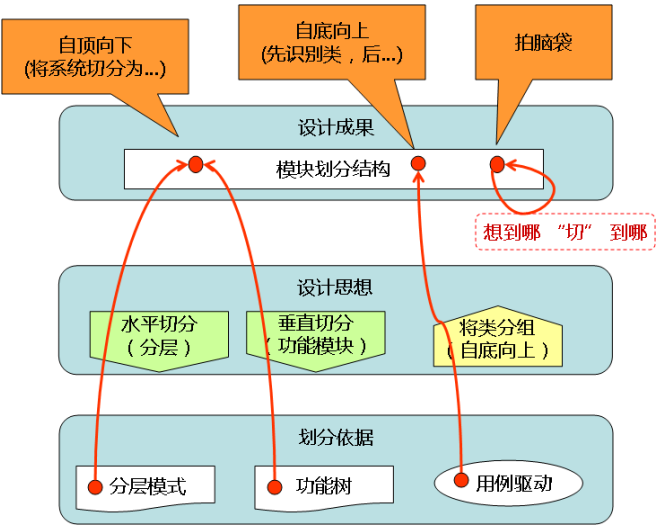 自顶向下
(将系统切分为...)
自底向上
(先识别类，后...)
拍脑袋
设计成果
模块划分结构
想到哪 “切” 到哪
设计思想
水平切分
（分层）
垂直切分
（功能模块）
将类分组
（自底向上）
划分依据
分层模式
功能树
用例驱动